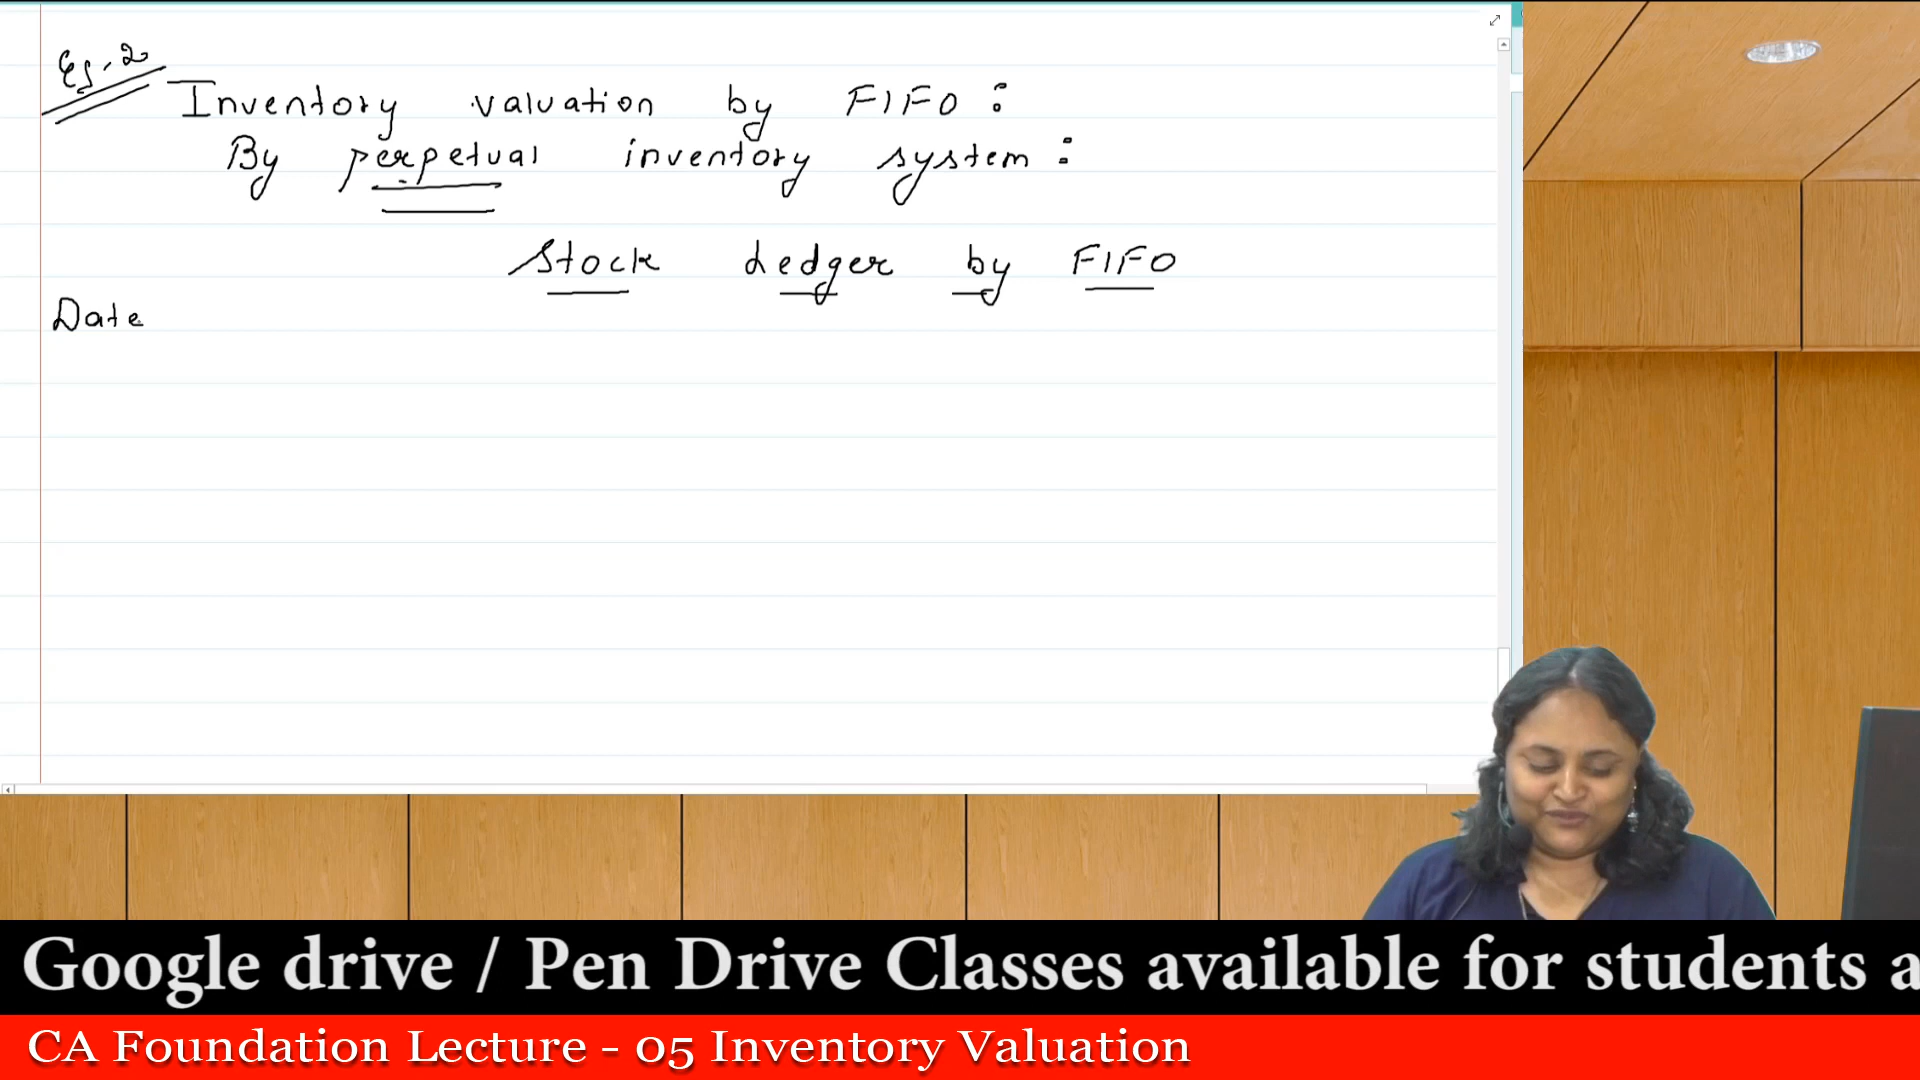 Eg. 2
Inventory valuation by FIFO :
By perpetual inventory system :
Stock Ledger by FIFO
Date
Google drive / Pen Drive Classes available for students a
CA Foundation Lecture - 05 Inventory Valuation